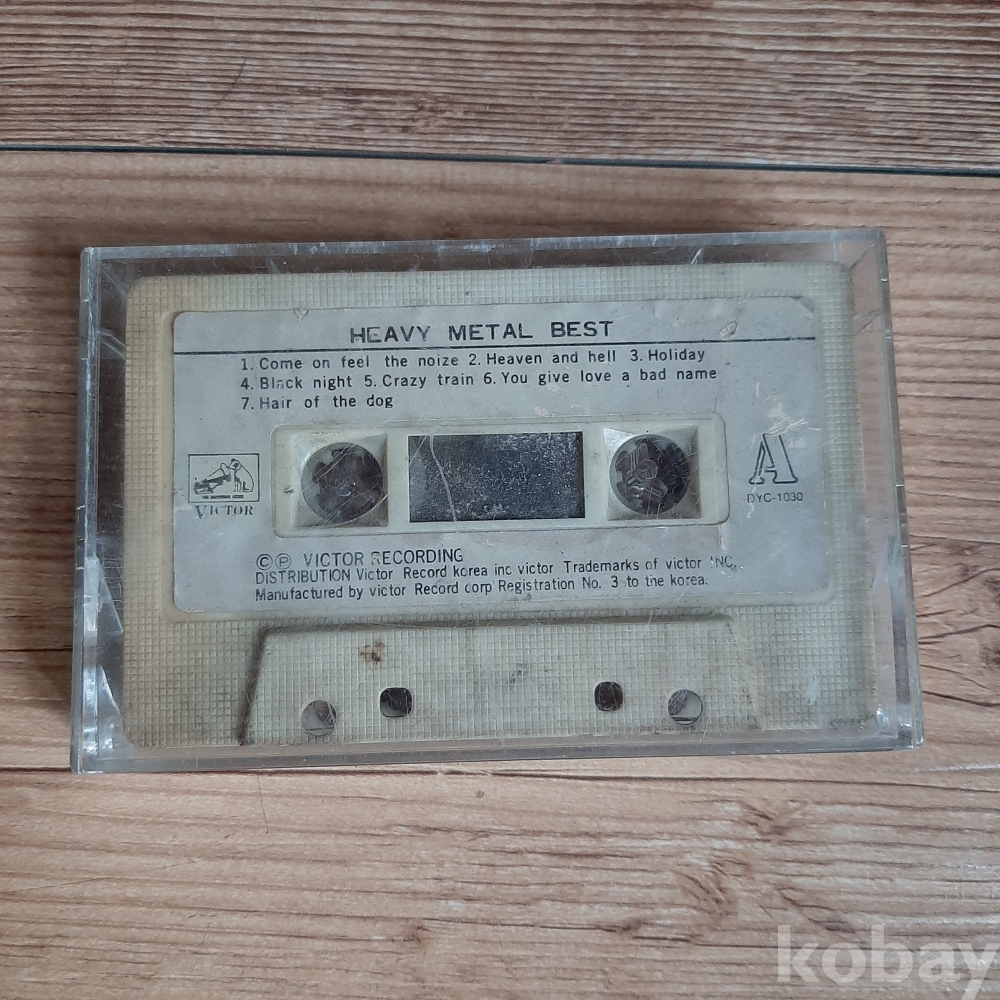 HEAVY METAL BEST
1. Come on feel the noize 2. Heaven and hell 3. Holiday
4. Black night 5. Crazy train 6. You give love a bad name
7. Hair of the dog
VICTOR
A
DYC-1030
©℗ VICTOR RECORDING
DISTRIBUTION Victor Record korea inc victor Trademarks of victor INC.
Manufactured by victor Record corp Registration No. 3 to the korea.
kobay